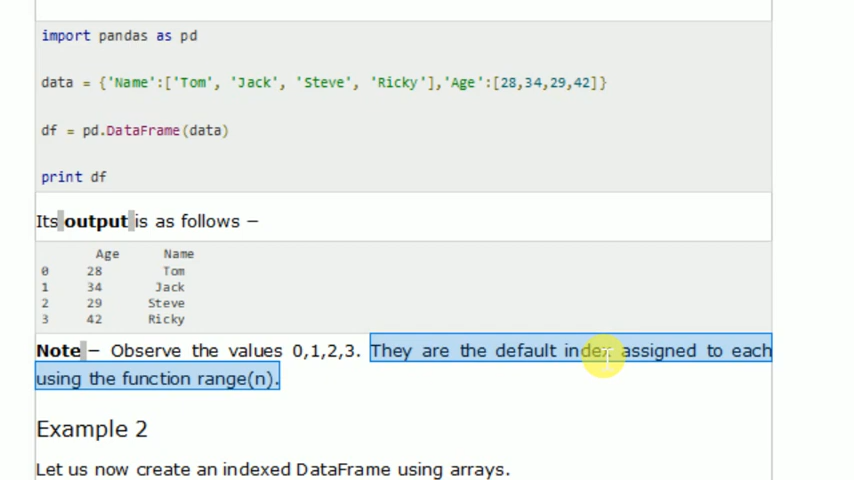 import pandas as pd
data = {'Name':['Tom', 'Jack', 'Steve', 'Ricky'],'Age':[28,34,29,42]}
df = pd.DataFrame(data)
print df
Its output is as follows −
Age Name
0 28 Tom
1 34 Jack
2 29 Steve
3 42 Ricky
Note − Observe the values 0,1,2,3. They are the default index assigned to each
using the function range(n).
Example 2
Let us now create an indexed DataFrame using arrays.